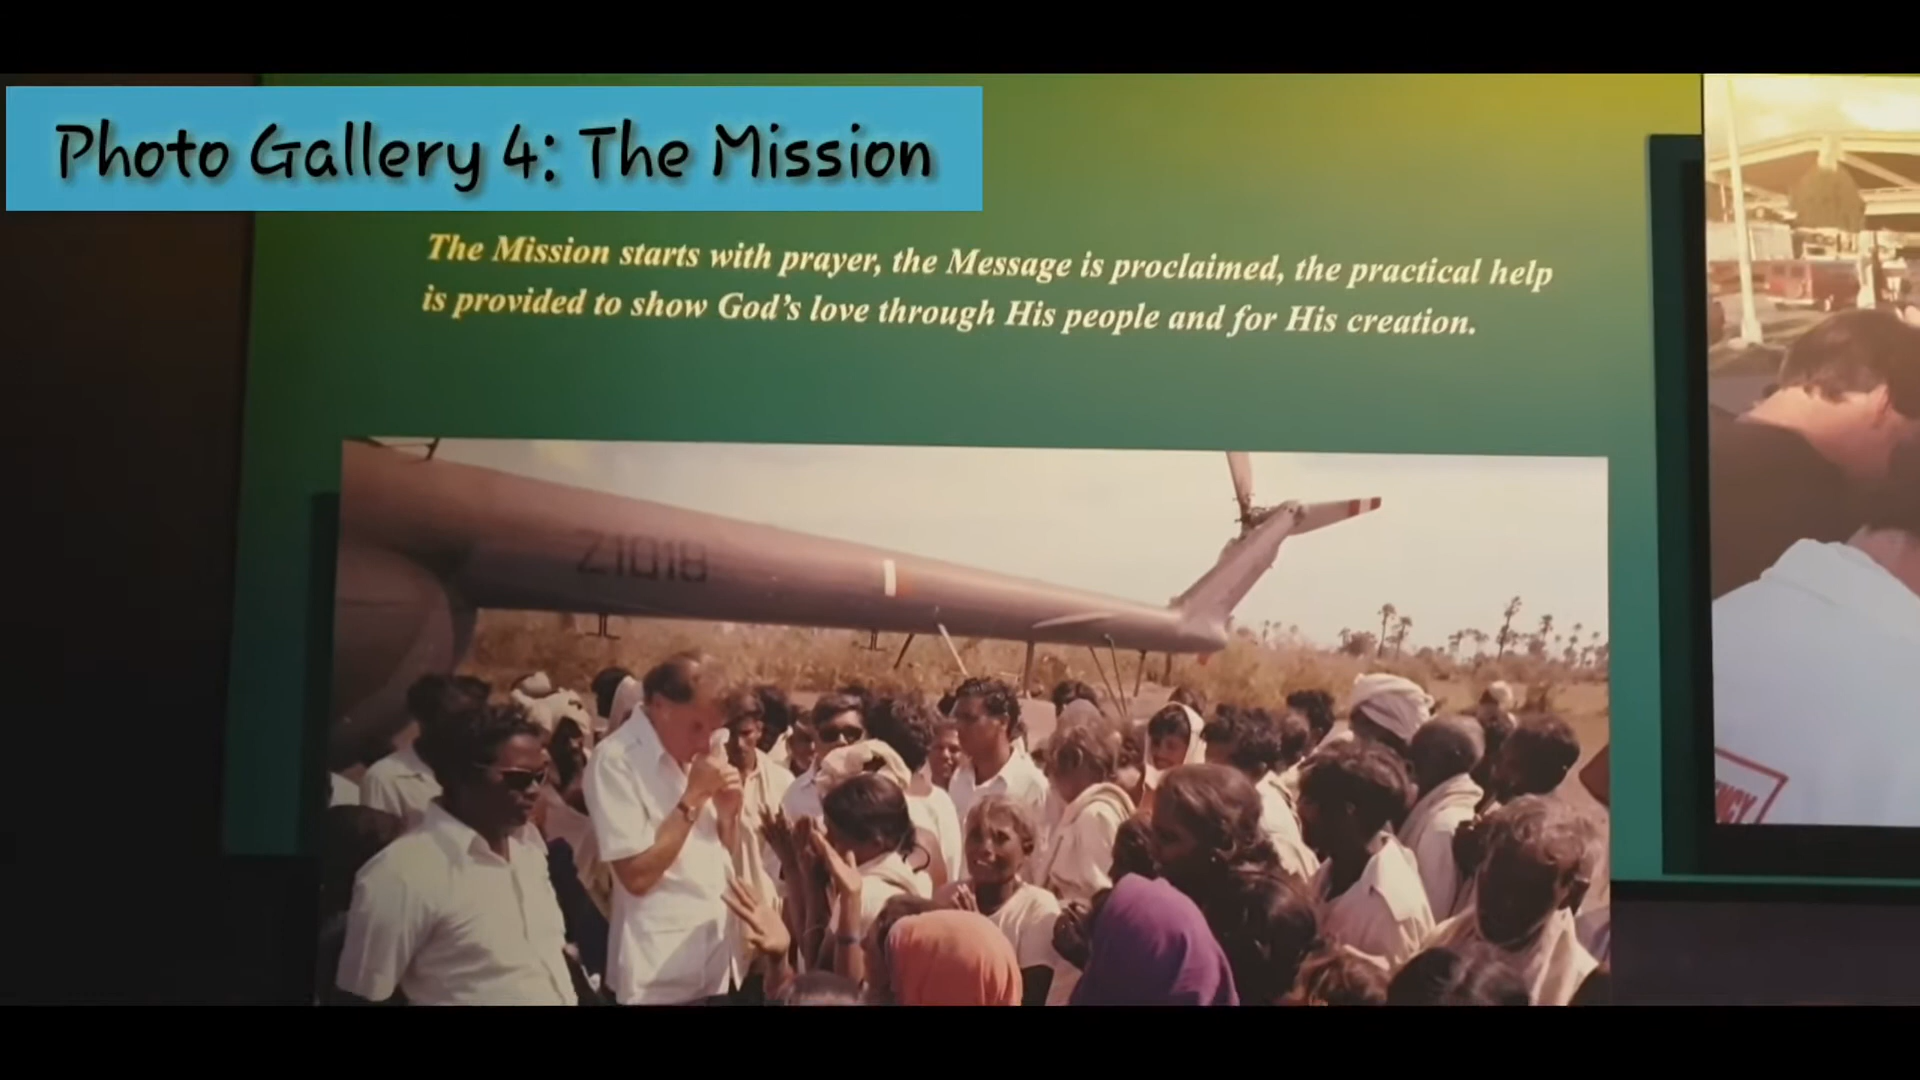 Photo Gallery 4: The Mission
The Mission starts with prayer, the Message is proclaimed, the practical help
is provided to show God's love through His people and for His creation.
Z1018